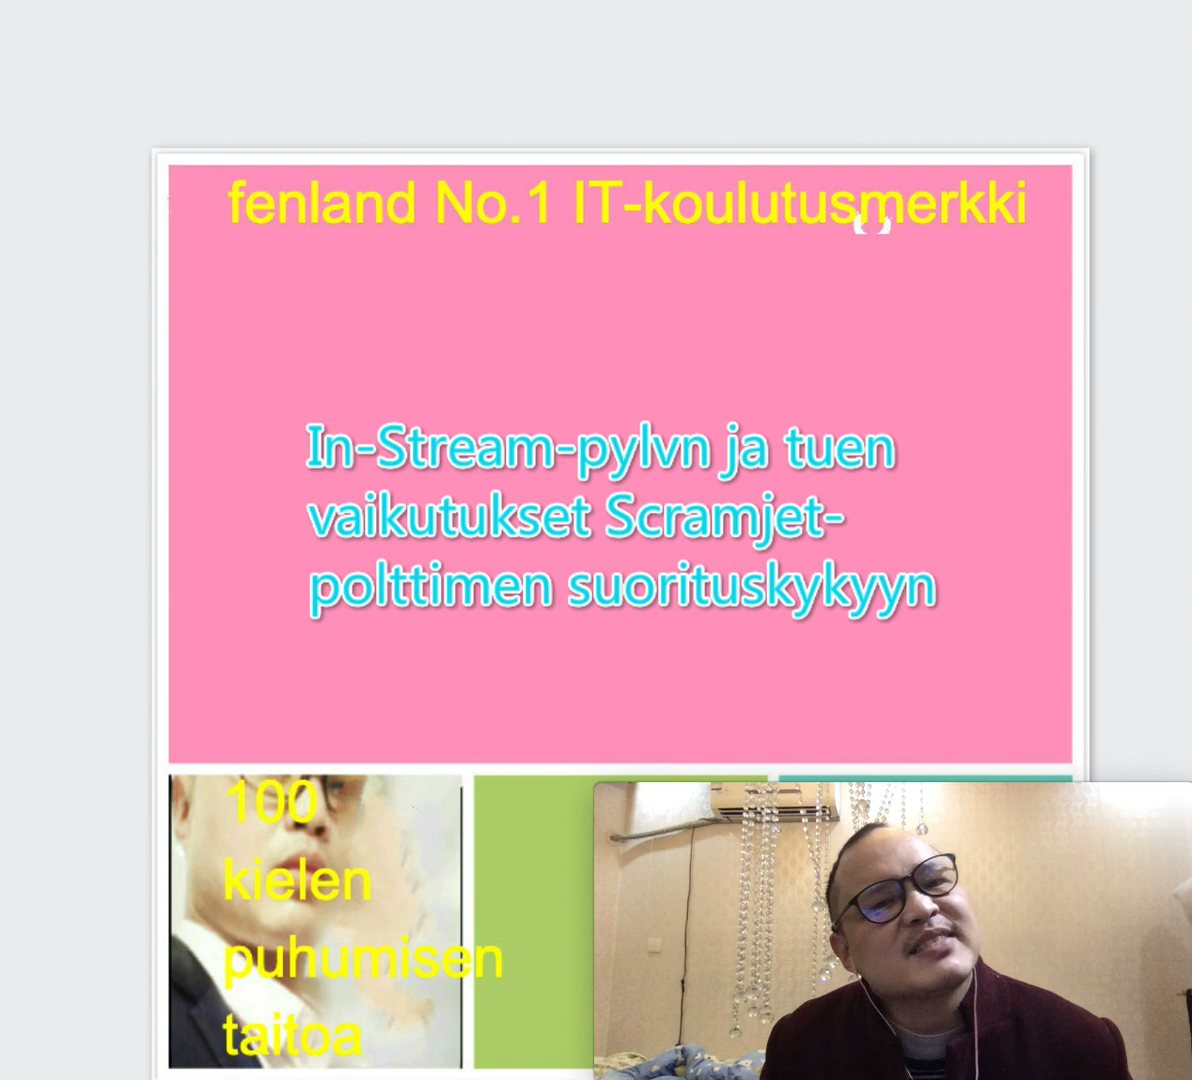 fenland No.1 IT-koulutusmerkki
In-Stream-pylvn ja tuen
vaikutukset Scramjet-
polttimen suorituskykyyn
100
kielen
puhumisen
taitoa